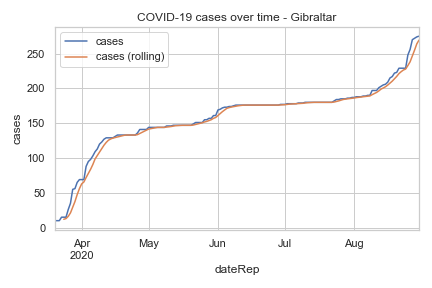 COVID-19 cases over time - Gibraltar
cases
cases (rolling)
cases
250
200
150
100
50
0
Apr
2020
May
Jun
Jul
Aug
dateRep